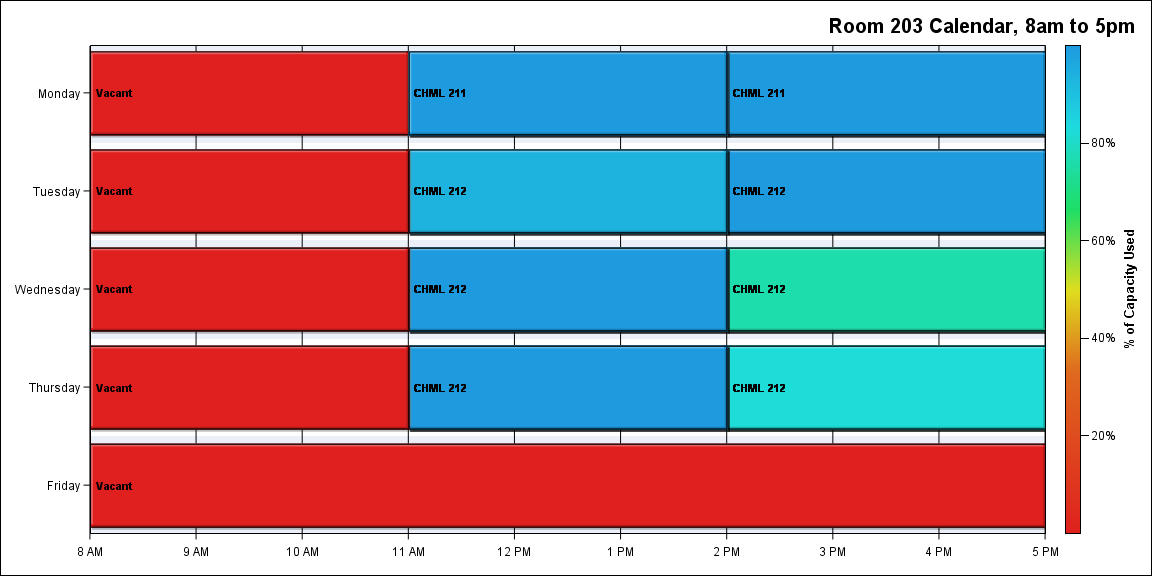 Room 203 Calendar, 8am to 5pm
Monday
Vacant
CHML 211
CHML 211
Tuesday
Vacant
CHML 212
CHML 212
Wednesday
Vacant
CHML 212
CHML 212
Thursday
Vacant
CHML 212
CHML 212
Friday
Vacant
8 AM
9 AM
10 AM
11 AM
12 PM
1 PM
2 PM
3 PM
4 PM
5 PM
80%
60%
40%
20%
% of Capacity Used